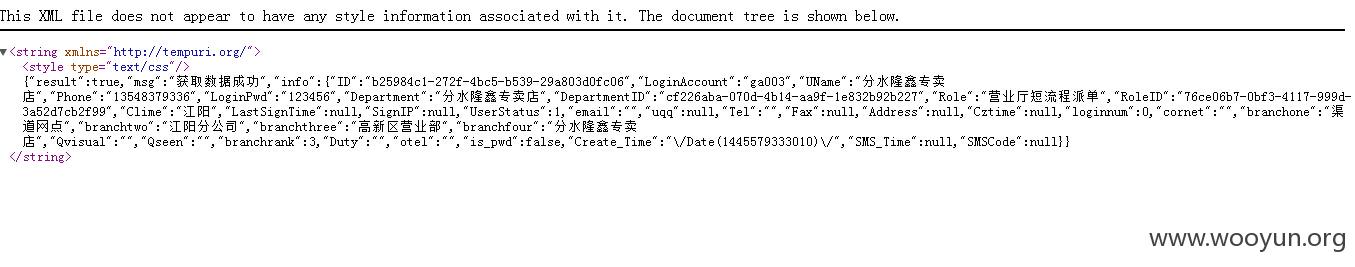 This XML file does not appear to have any style information associated with it. The document tree is shown below.
▼<string xmlns="http://tempuri.org/">
<style type="text/css"/>
{"result":true,"msg":"获取数据成功","info":{"ID":"b25984c1-272f-4bc5-b539-29a803d0fc06","LoginAccount":"ga003","UName":"分水隆鑫专卖
店","Phone":"13548379336","LoginPwd":"123456","Department":"分水隆鑫专卖店","DepartmentID":"cf226aba-070d-4b14-aa9f-1e832b92b227","Role":"营业厅短流程派单","RoleID":"76ce06b7-0bf3-4117-999d-
3a52d7cb2f99","Clime":"江阳","LastSignTime":null,"SignIP":null,"UserStatus":1,"email":"","uqq":null,"Tel":"","Fax":null,"Address":null,"Cztime":null,"loginnum":0,"cornet":"","branchone":"渠
道网点","branchtwo":"江阳分公司","branchthree":"高新区营业部","branchfour":"分水隆鑫专卖
店","Qvisual":"","Qseen":"","branchrank":3,"Duty":"","otel":"","is_pwd":false,"Create_Time":"\/Date(1445579333010)\/","SMS_Time":null,"SMSCode":null}}
</string>
www.wooyun.org